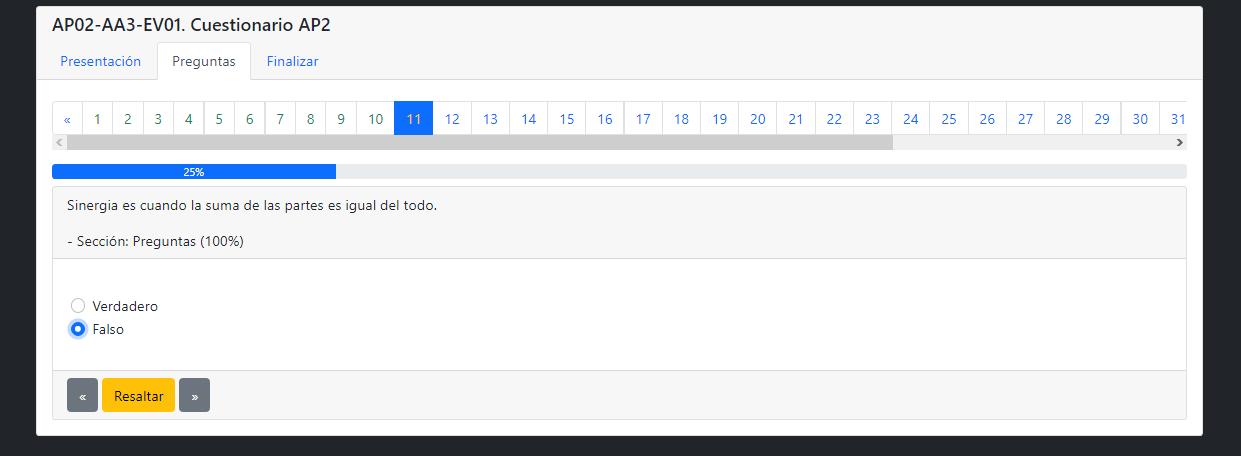 AP02-AA3-EV01. Cuestionario AP2
Presentación Preguntas Finalizar
« 1 2 3 4 5 6 7 8 9 10 11 12 13 14 15 16 17 18 19 20 21 22 23 24 25 26 27 28 29 30 31
25%
Sinergia es cuando la suma de las partes es igual del todo.
- Sección: Preguntas (100%)
Verdadero
Falso
« Resaltar »